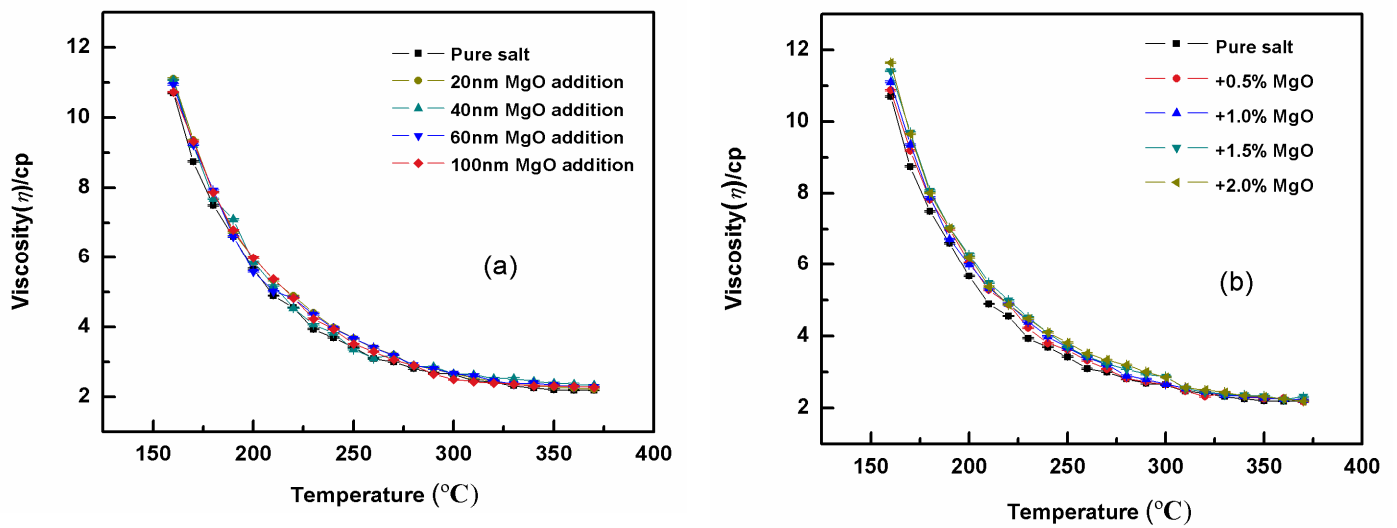 12
10
8
6
4
2
Viscosity(η)/cp
Pure salt
20nm MgO addition
40nm MgO addition
60nm MgO addition
100nm MgO addition
(a)
150 200 250 300 350 400
Temperature (°C)
12
10
8
6
4
2
Viscosity(η)/cp
Pure salt
+0.5% MgO
+1.0% MgO
+1.5% MgO
+2.0% MgO
(b)
150 200 250 300 350 400
Temperature (°C)